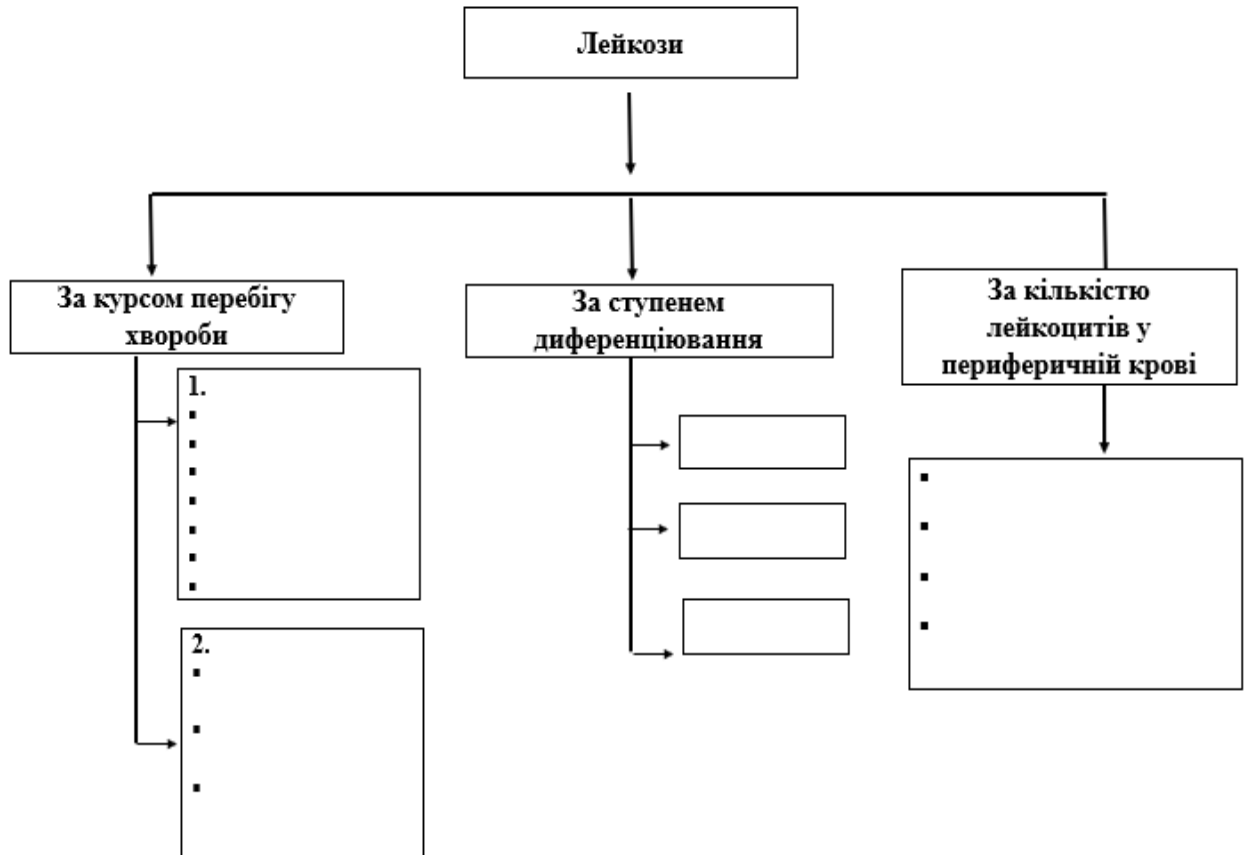 Лейкози
За курсом перебігу
хвороби
За ступенем
диференціювання
За кількістю
лейкоцитів у
периферичній крові
1.
2.